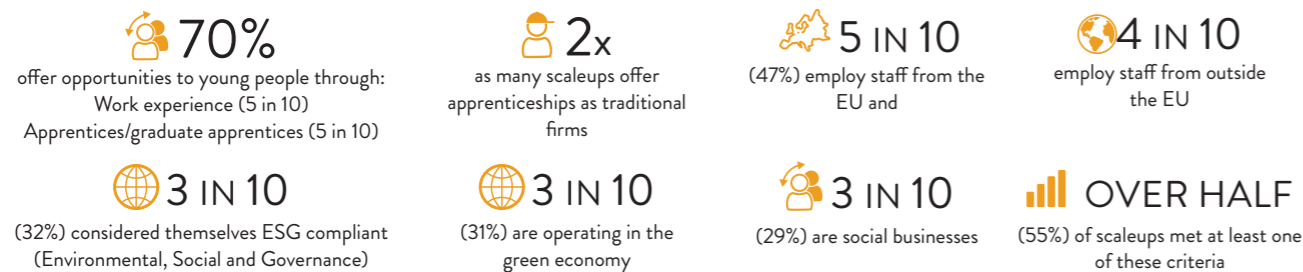 70%
offer opportunities to young people through:
Work experience (5 in 10)
Apprentices/graduate apprentices (5 in 10)
2x
as many scaleups offer
apprenticeships as traditional
firms
5 IN 10
(47%) employ staff from the
EU and
4 IN 10
employ staff from outside
the EU
3 IN 10
(32%) considered themselves ESG compliant
(Environmental, Social and Governance)
3 IN 10
(31%) are operating in the
green economy
3 IN 10
(29%) are social businesses
OVER HALF
(55%) of scaleups met at least one
of these criteria